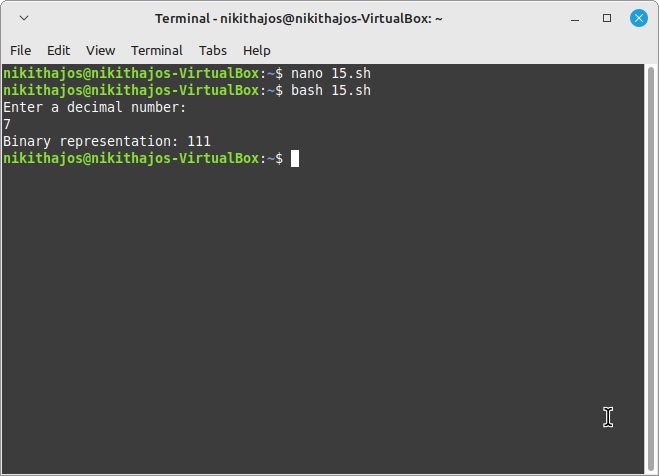 Terminal - nikithajos@nikithajos-VirtualBox: ~
File Edit View Terminal Tabs Help
nikithajos@nikithajos-VirtualBox:~$ nano 15.sh
nikithajos@nikithajos-VirtualBox:~$ bash 15.sh
Enter a decimal number:
7
Binary representation: 111
nikithajos@nikithajos-VirtualBox:~$